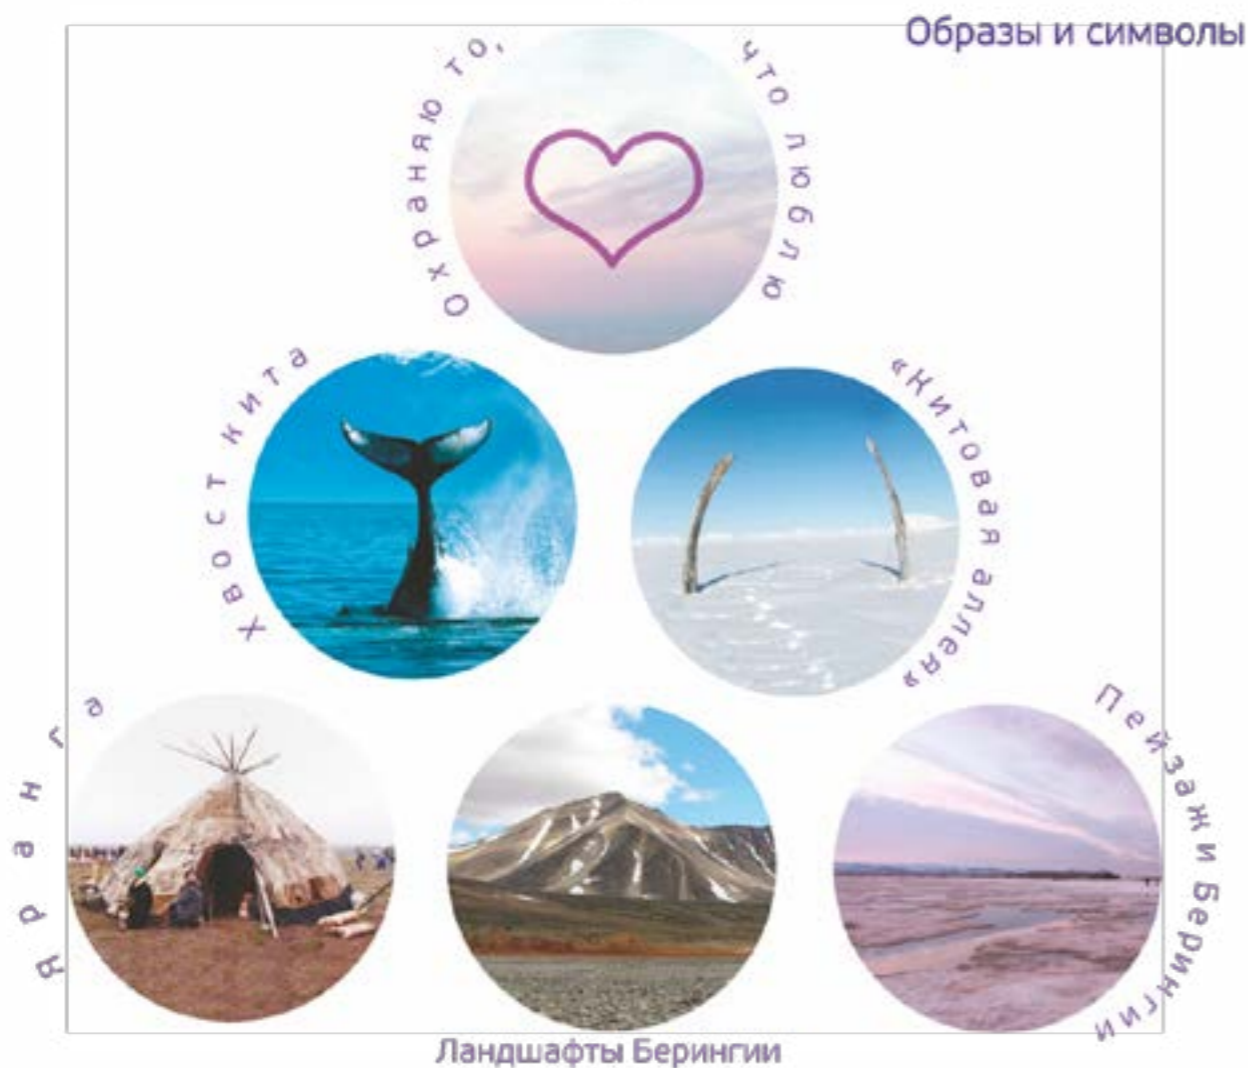 Образы и символы
Охраняю то, что люблю
Хвост кита
«Китовая аллея»
Яранга
Пейзажи Берингии
Ландшафты Берингии